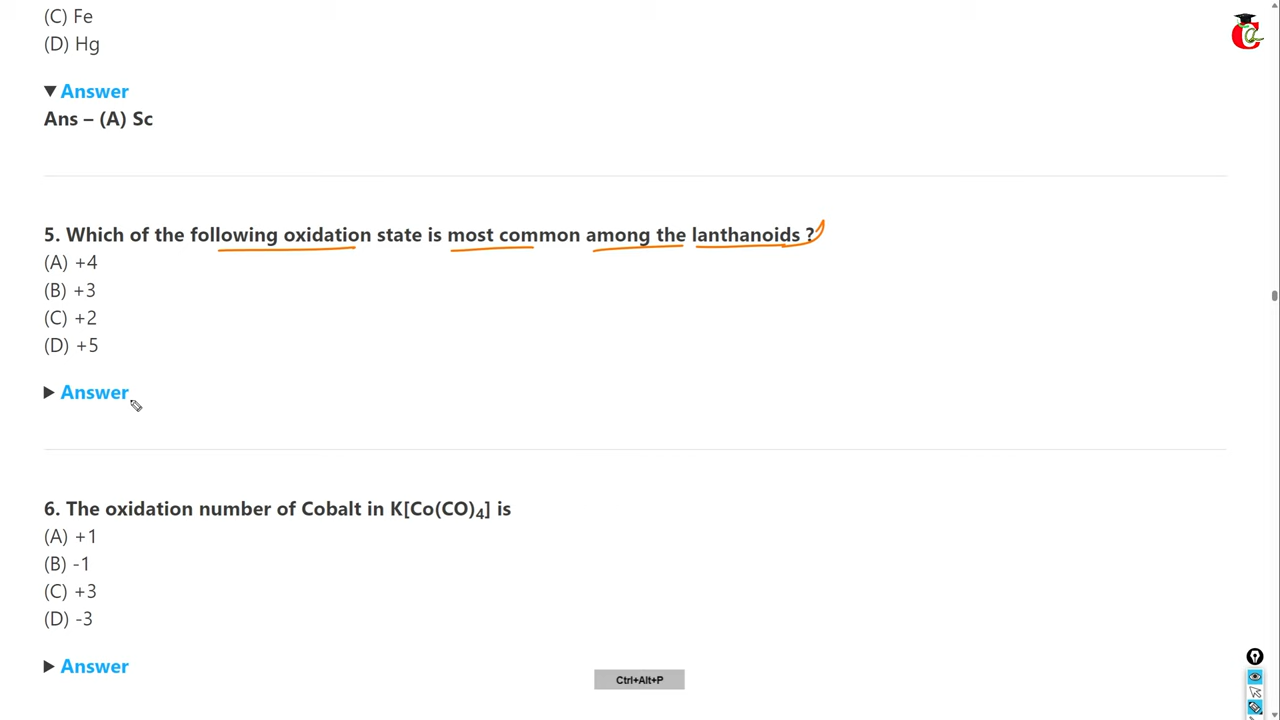 (C) Fe
(D) Hg
▼ Answer
Ans – (A) Sc
5. Which of the following oxidation state is most common among the lanthanoids ?
(A) +4
(B) +3
(C) +2
(D) +5
▶ Answer
6. The oxidation number of Cobalt in K[Co(CO)₄] is
(A) +1
(B) -1
(C) +3
(D) -3
▶ Answer
Ctrl+Alt+P